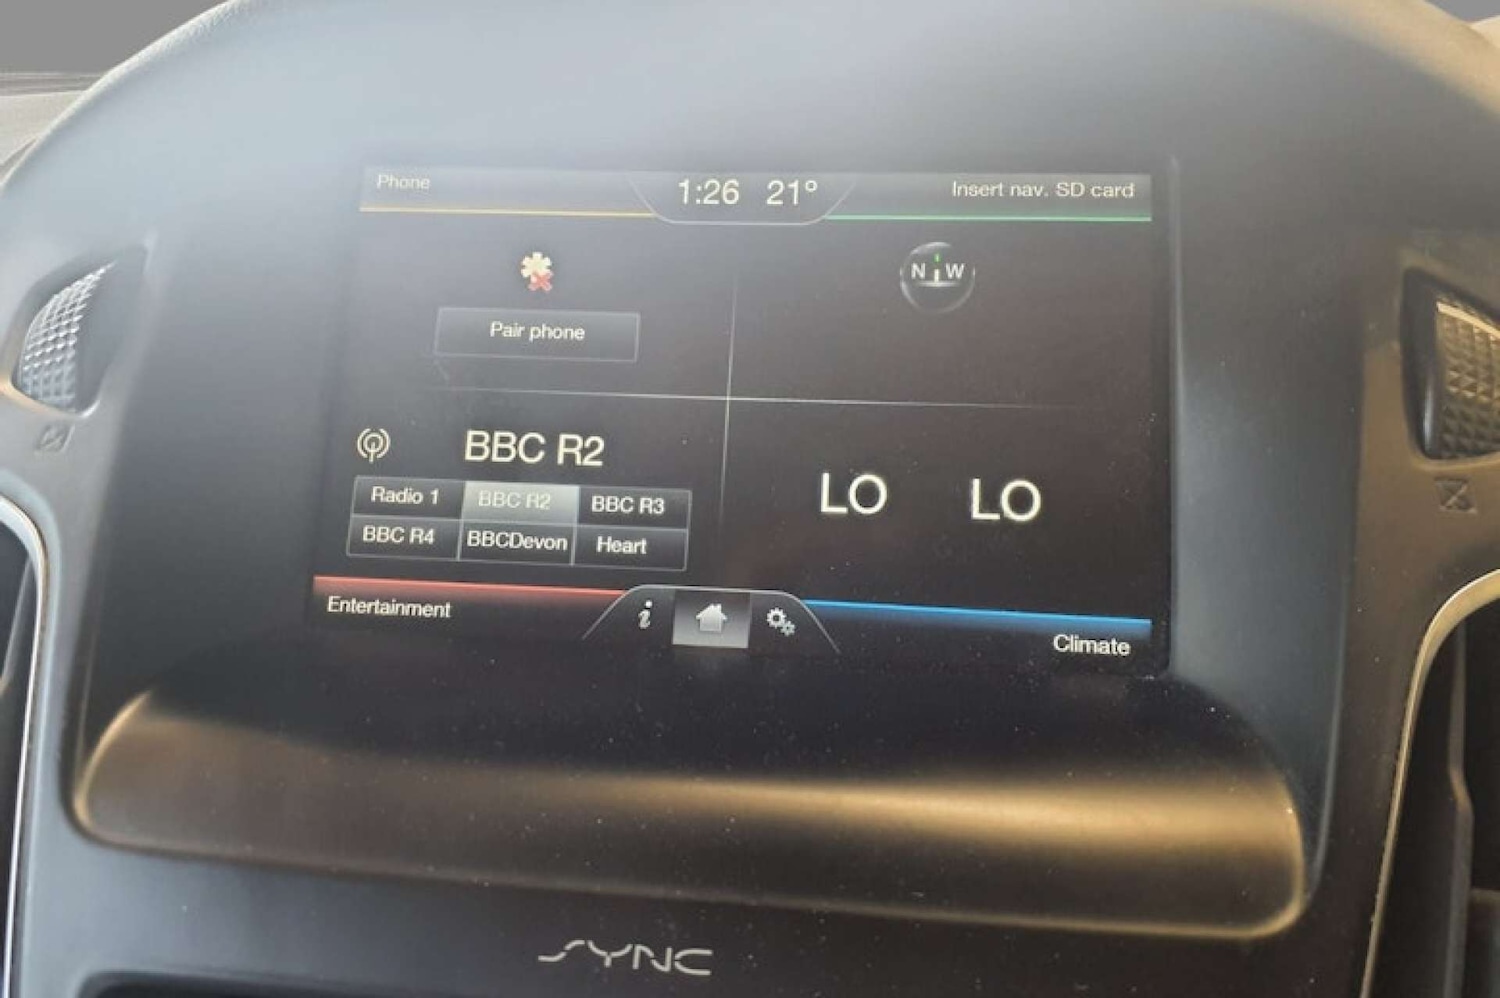 Phone
1:26 21°
Insert nav. SD card
N W
Pair phone
BBC R2
Radio 1 BBC R2 BBC R3
BBC R4 BBCDevon Heart
LO LO
Entertainment
i
Climate
SYNC